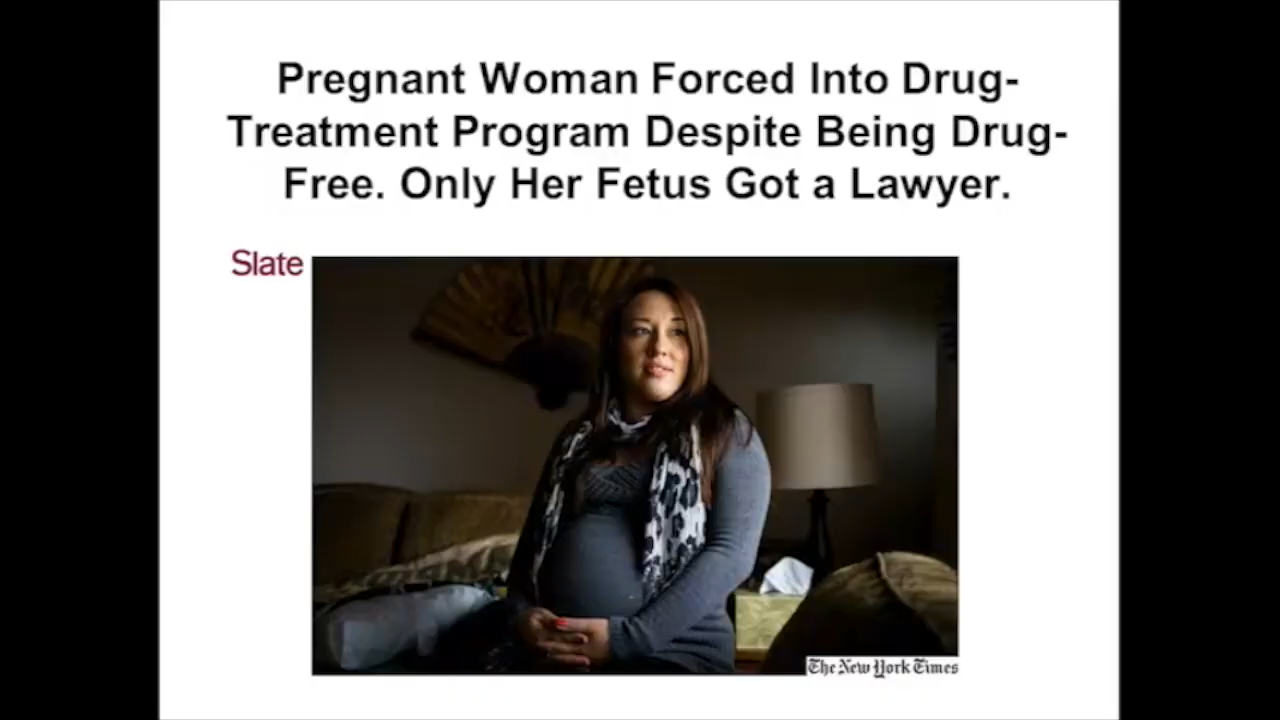 Pregnant Woman Forced Into Drug-
Treatment Program Despite Being Drug-
Free. Only Her Fetus Got a Lawyer.
Slate
The New York Times